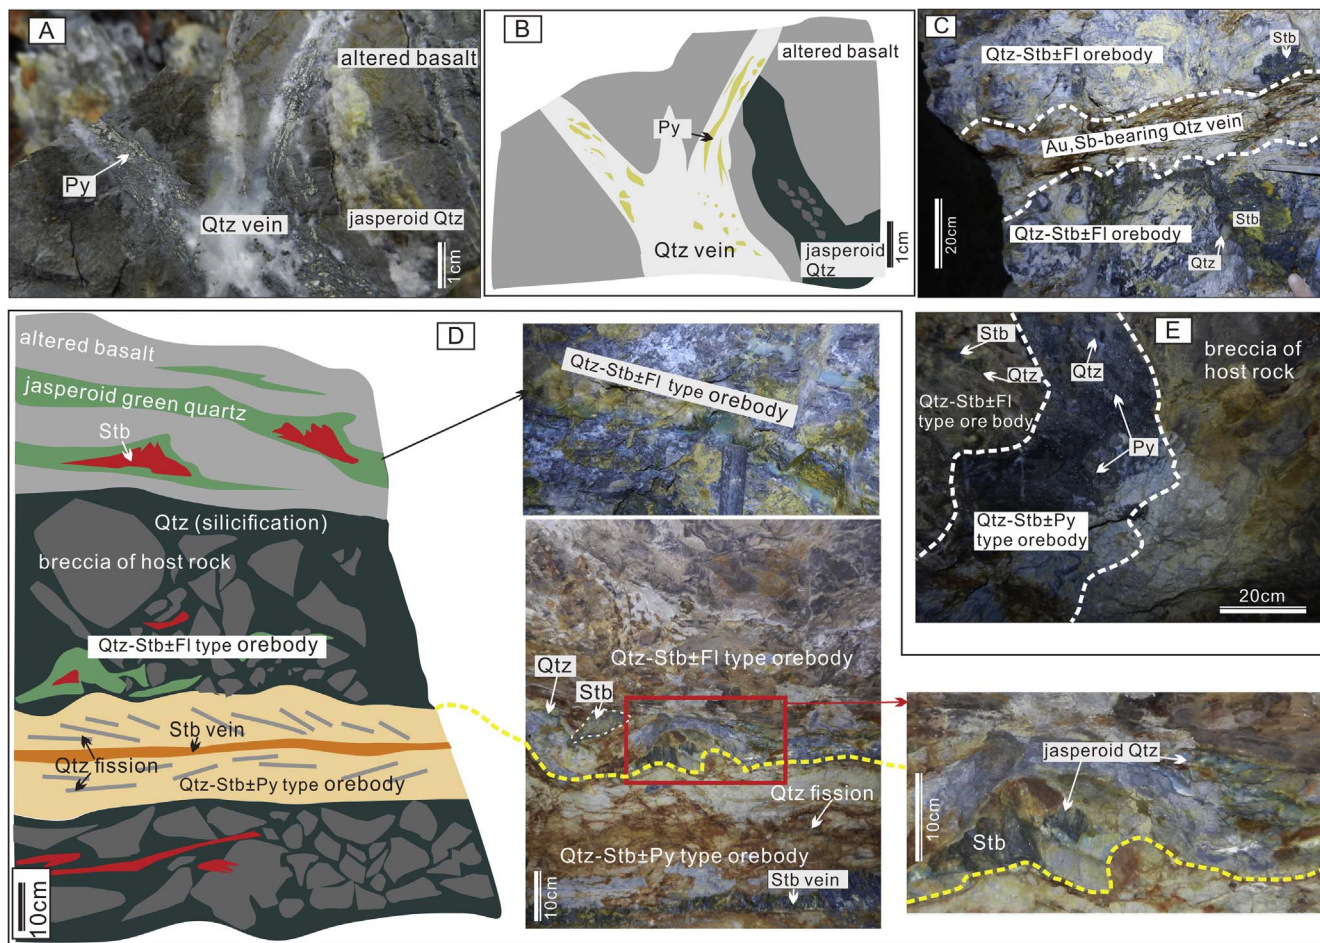 A
altered basalt
Py
Qtz vein
jasperoid Qtz
1cm
B
altered basalt
Py
Qtz vein
jasperoid
Qtz
1cm
C
Stb
Qtz-Stb±Fl orebody
Au,Sb-bearing Qtz vein
Qtz-Stb±Fl orebody
Stb
Qtz
20cm
D
altered basalt
jasperoid green quartz
Stb
Qtz (silicification)
breccia of host rock
Qtz-Stb±Fl type orebody
Stb vein
Qtz fission
Qtz-Stb±Py type orebody
10cm
Qtz-Stb±Fl type orebody
Qtz-Stb±Fl type orebody
Qtz
Stb
Qtz fission
Qtz-Stb±Py type orebody
Stb vein
10cm
jasperoid Qtz
Stb
10cm
E
Stb
Qtz
Qtz
breccia of
host rock
Qtz-Stb±Fl
type ore body
Py
Qtz-Stb±Py
type orebody
20cm